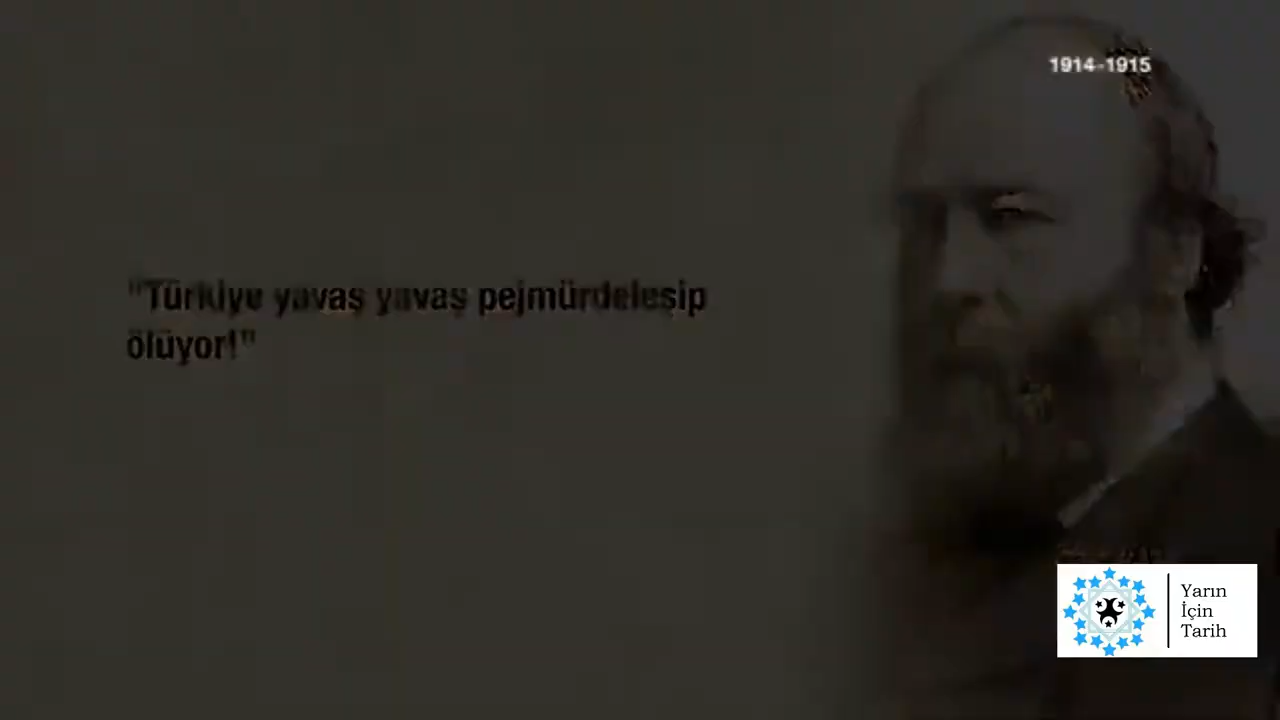 1914-1915
"Türkiye yavaş yavaş pejmürdeleşip
ölüyor!"
Yarın
İçin
Tarih